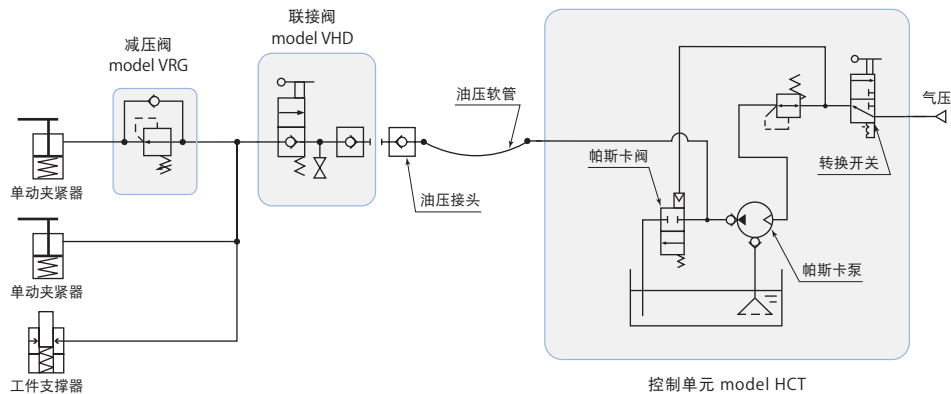 减压阀
model VRG
联接阀
model VHD
油压软管
气压
转换开关
帕斯卡阀
油压接头
单动夹紧器
帕斯卡泵
单动夹紧器
工件支撑器
控制单元 model HCT